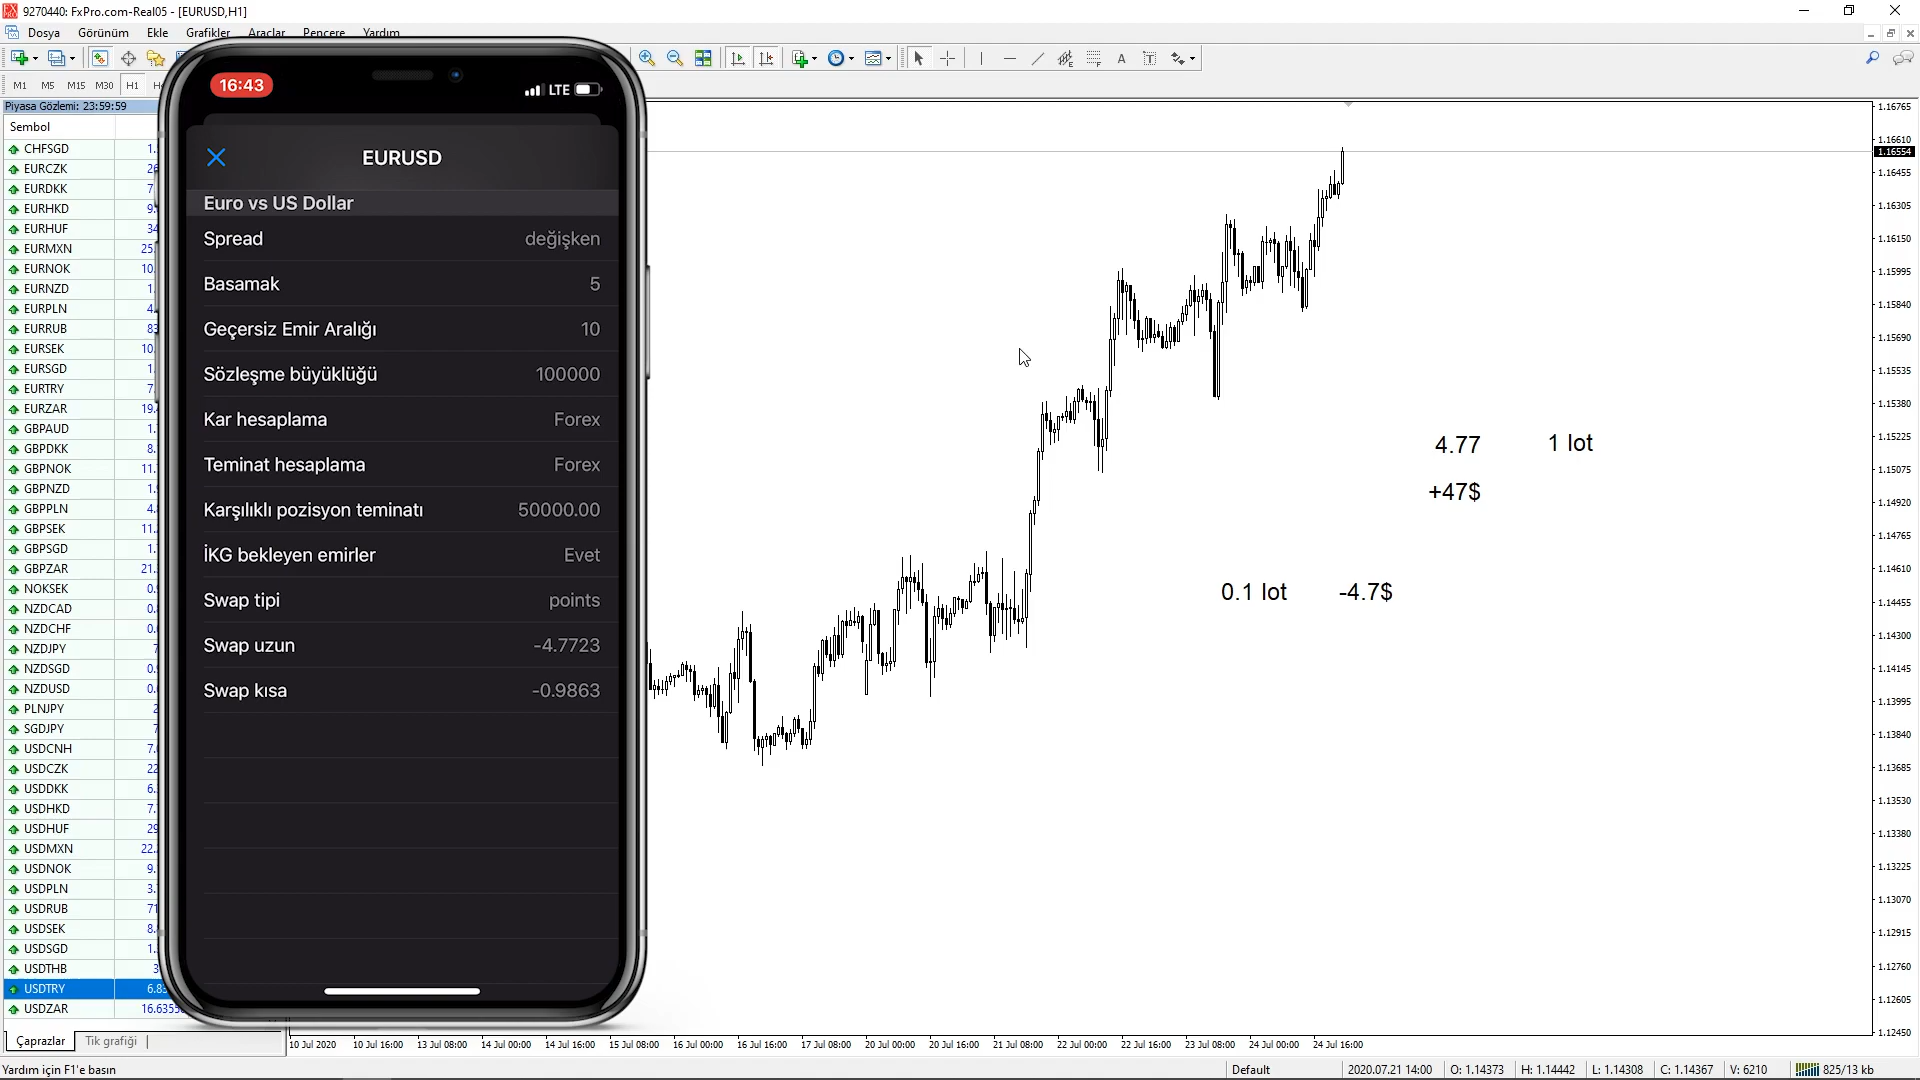 9270440: FxPro.com-Real05 - [EURUSD,H1]
Dosya Görünüm Ekle Grafikler Araçlar Pencere Yardım
M1 M5 M15 M30 H1
Piyasa Gözlemi: 23:59:59
Sembol
CHFSGD
EURCZK
EURDKK
EURHKD
EURHUF
EURMXN
EURNOK
EURNZD
EURPLN
EURRUB
EURSEK
EURSGD
EURTRY
EURZAR
GBPAUD
GBPDKK
GBPNOK
GBPNZD
GBPPLN
GBPSEK
GBPSGD
GBPZAR
NOKSEK
NZDCAD
NZDCHF
NZDJPY
NZDSGD
NZDUSD
PLNJPY
SGDJPY
USDCNH
USDCZK
USDDKK
USDHKD
USDHUF
USDMXN
USDNOK
USDPLN
USDRUB
USDSEK
USDSGD
USDTHB
USDTRY
USDZAR
Çaprazlar Tik grafiği
16:43 LTE
EURUSD
Euro vs US Dollar
Spread değişken
Basamak 5
Geçersiz Emir Aralığı 10
Sözleşme büyüklüğü 100000
Kar hesaplama Forex
Teminat hesaplama Forex
Karşılıklı pozisyon teminatı 50000.00
İKG bekleyen emirler Evet
Swap tipi points
Swap uzun -4.7723
Swap kısa -0.9863
4.77 1 lot
+47$
0.1 lot -4.7$
1.16765
1.16610
1.16554
1.16455
1.16305
1.16150
1.15995
1.15840
1.15690
1.15535
1.15380
1.15225
1.15075
1.14920
1.14765
1.14610
1.14455
1.14300
1.14145
1.13995
1.13840
1.13685
1.13530
1.13380
1.13225
1.13070
1.12915
1.12760
1.12605
1.12450
10 Jul 2020 10 Jul 16:00 13 Jul 08:00 14 Jul 00:00 14 Jul 16:00 15 Jul 08:00 16 Jul 00:00 16 Jul 16:00 17 Jul 08:00 20 Jul 00:00 20 Jul 16:00 21 Jul 08:00 22 Jul 00:00 22 Jul 16:00 23 Jul 08:00 24 Jul 00:00 24 Jul 16:00
Yardım için F1'e basın Default 2020.07.21 14:00 O: 1.14373 H: 1.14442 L: 1.14308 C: 1.14367 V: 6210 825/13 kb